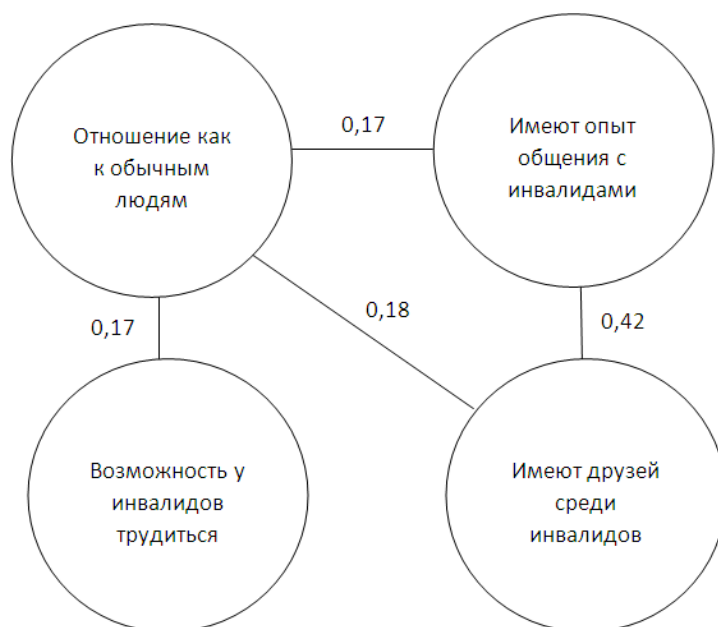 Отношение как
к обычным
людям
0,17
Имеют опыт
общения с
инвалидами
0,17
0,18
0,42
Возможность у
инвалидов
трудиться
Имеют друзей
среди
инвалидов